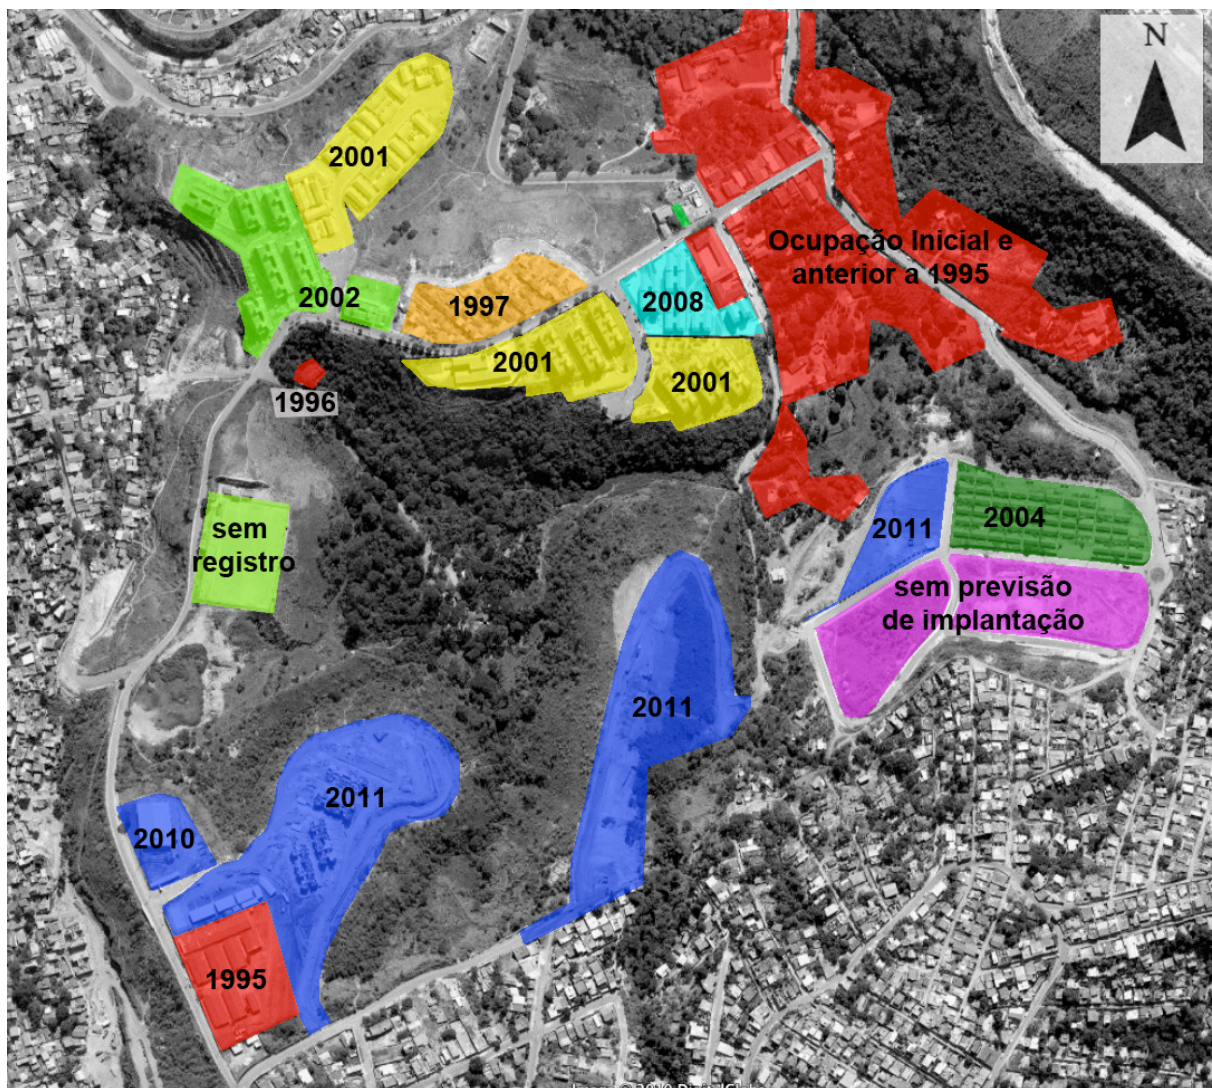 N
2001
Ocupação Inicial e
anterior a 1995
2002
1997
2008
2001
2001
1996
sem
registro
2011
2004
sem previsão
de implantação
2011
2011
2010
1995